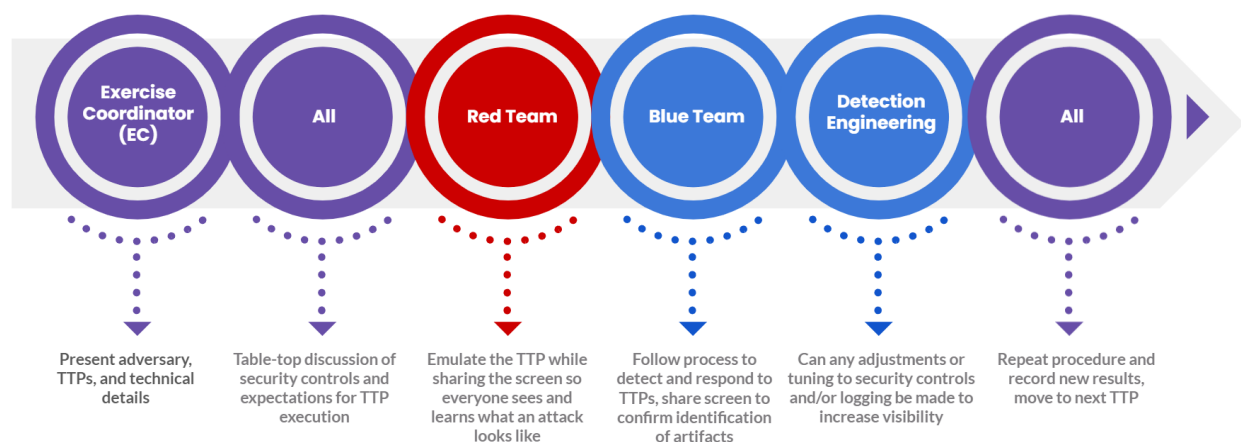 Exercise
Coordinator
(EC)
All
Red Team
Blue Team
Detection
Engineering
All
Present adversary,
TTPs, and technical
details
Table-top discussion of
security controls and
expectations for TTP
execution
Emulate the TTP while
sharing the screen so
everyone sees and
learns what an attack
looks like
Follow process to
detect and respond to
TTPs, share screen to
confirm identification
of artifacts
Can any adjustments or
tuning to security controls
and/or logging be made to
increase visibility
Repeat procedure and
record new results,
move to next TTP